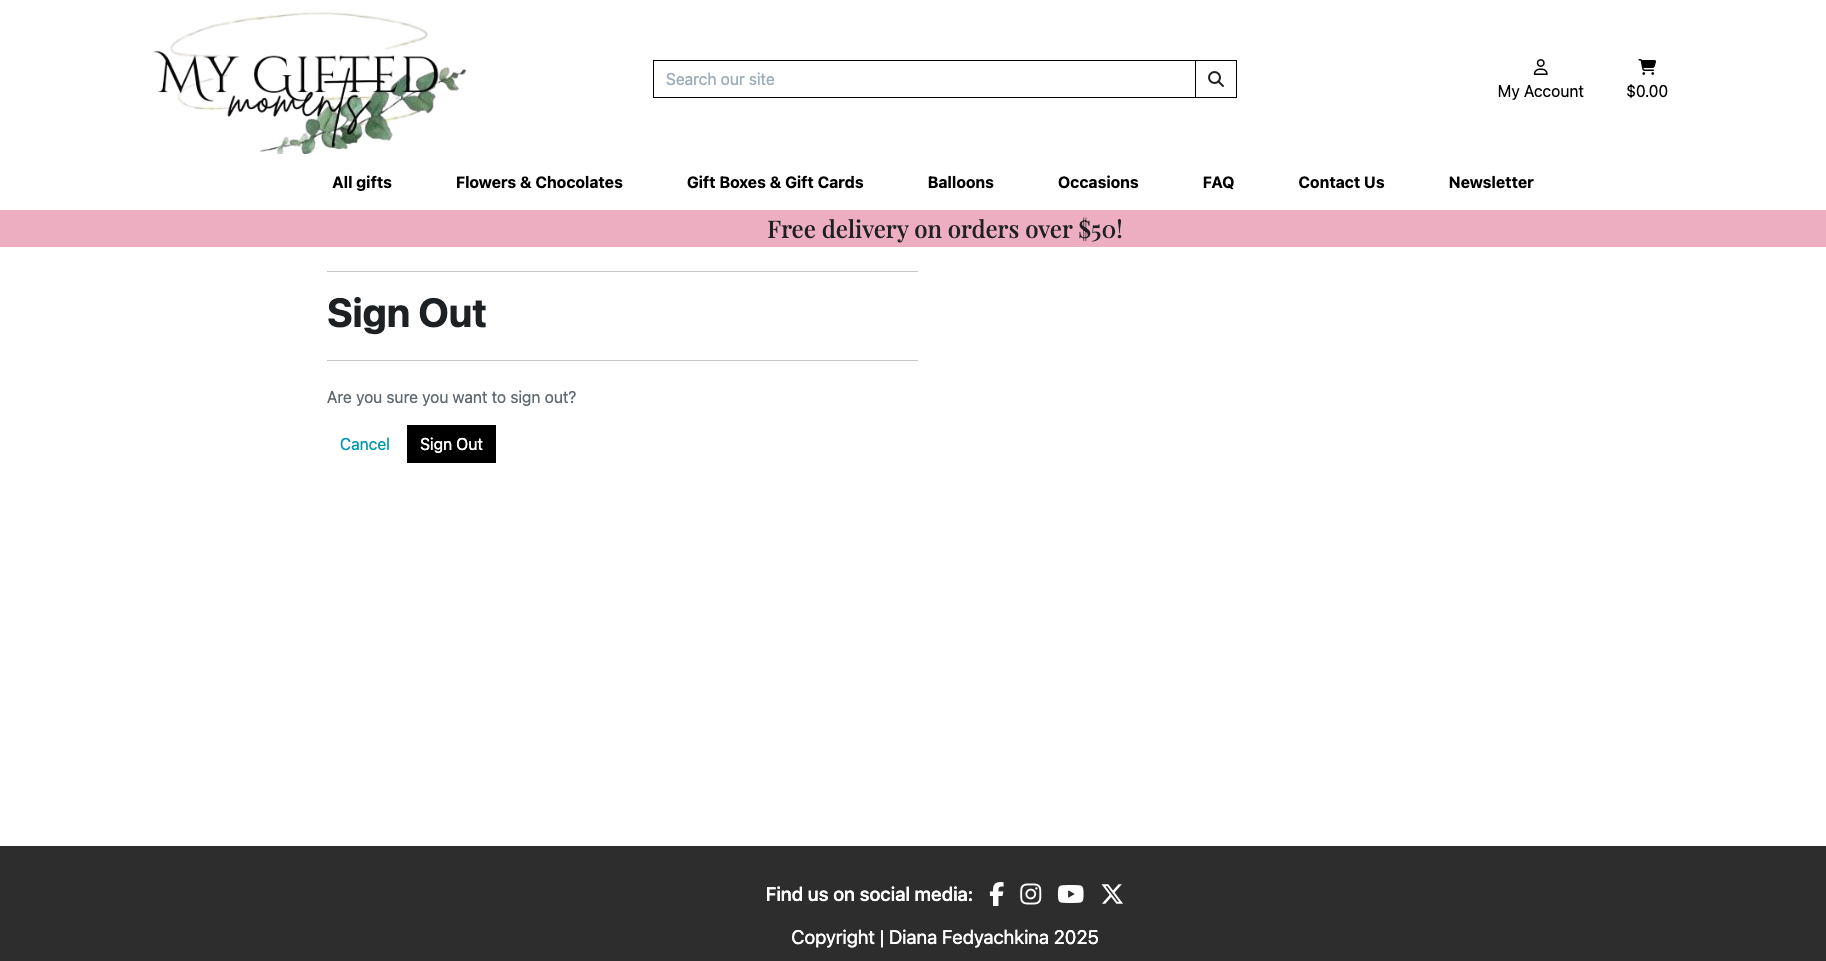 MY GIFTED
moments
Search our site
My Account
$0.00
All gifts
Flowers & Chocolates
Gift Boxes & Gift Cards
Balloons
Occasions
FAQ
Contact Us
Newsletter
Free delivery on orders over $50!
Sign Out
Are you sure you want to sign out?
Cancel
Sign Out
Find us on social media:
Copyright | Diana Fedyachkina 2025